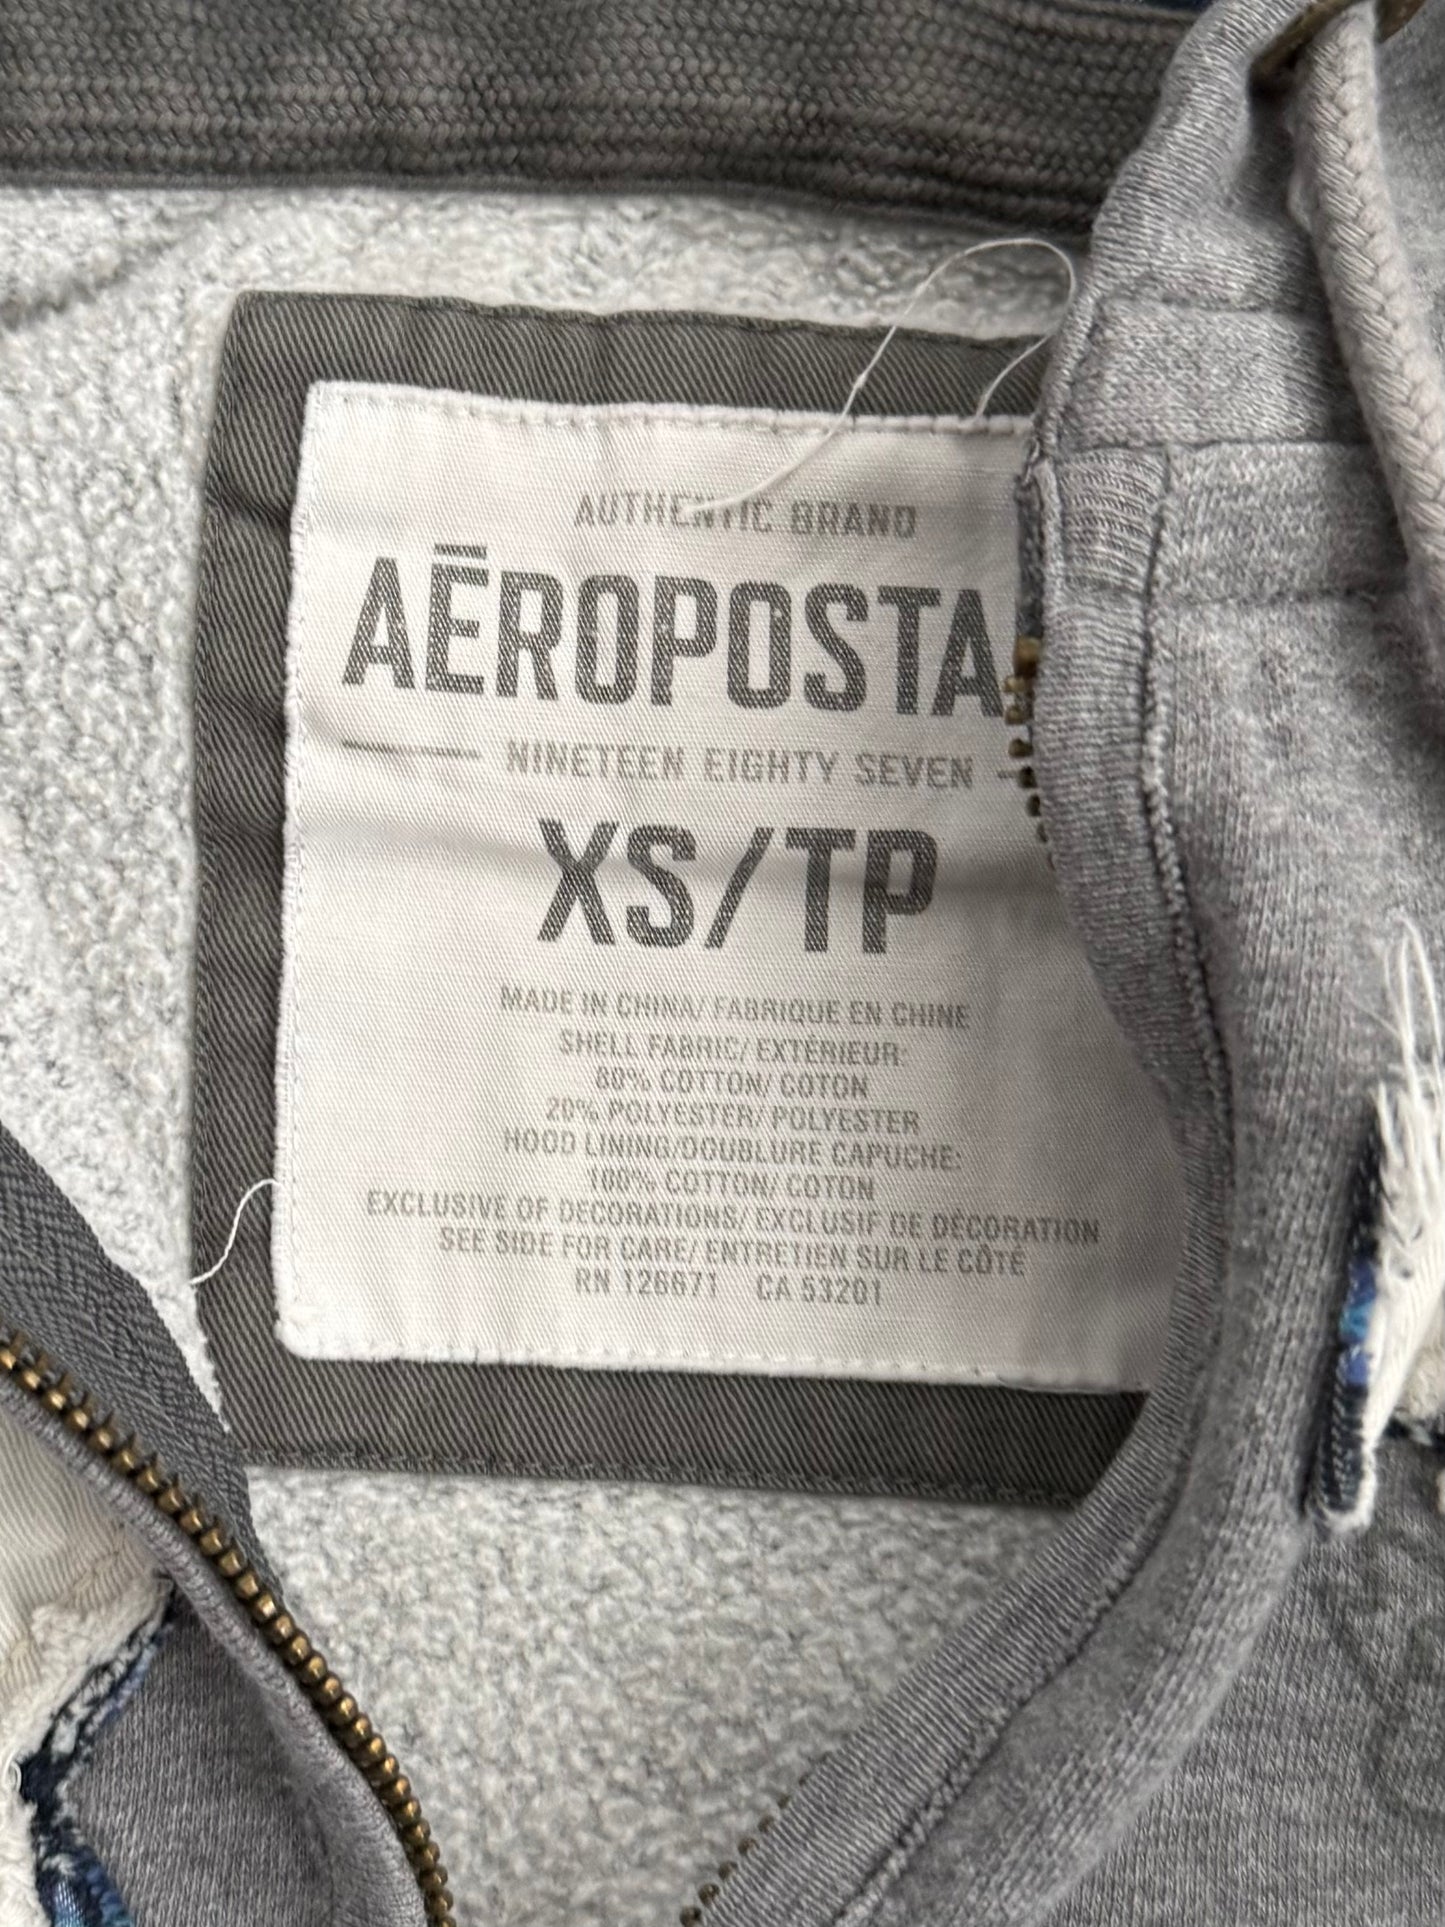 AUTHENTIC BRAND
AĒROPOSTA
NINETEEN EIGHTY SEVEN
XS/TP
MADE IN CHINA/ FABRIQUE EN CHINE
SHELL FABRIC/ EXTÉRIEUR:
80% COTTON/ COTON
20% POLYESTER/ POLYESTER
HOOD LINING/DOUBLURE CAPUCHE:
100% COTTON/ COTON
EXCLUSIVE OF DECORATIONS/ EXCLUSIF DE DÉCORATION
SEE SIDE FOR CARE/ ENTRETIEN SUR LE CÔTÉ
RN 126671 CA 53201